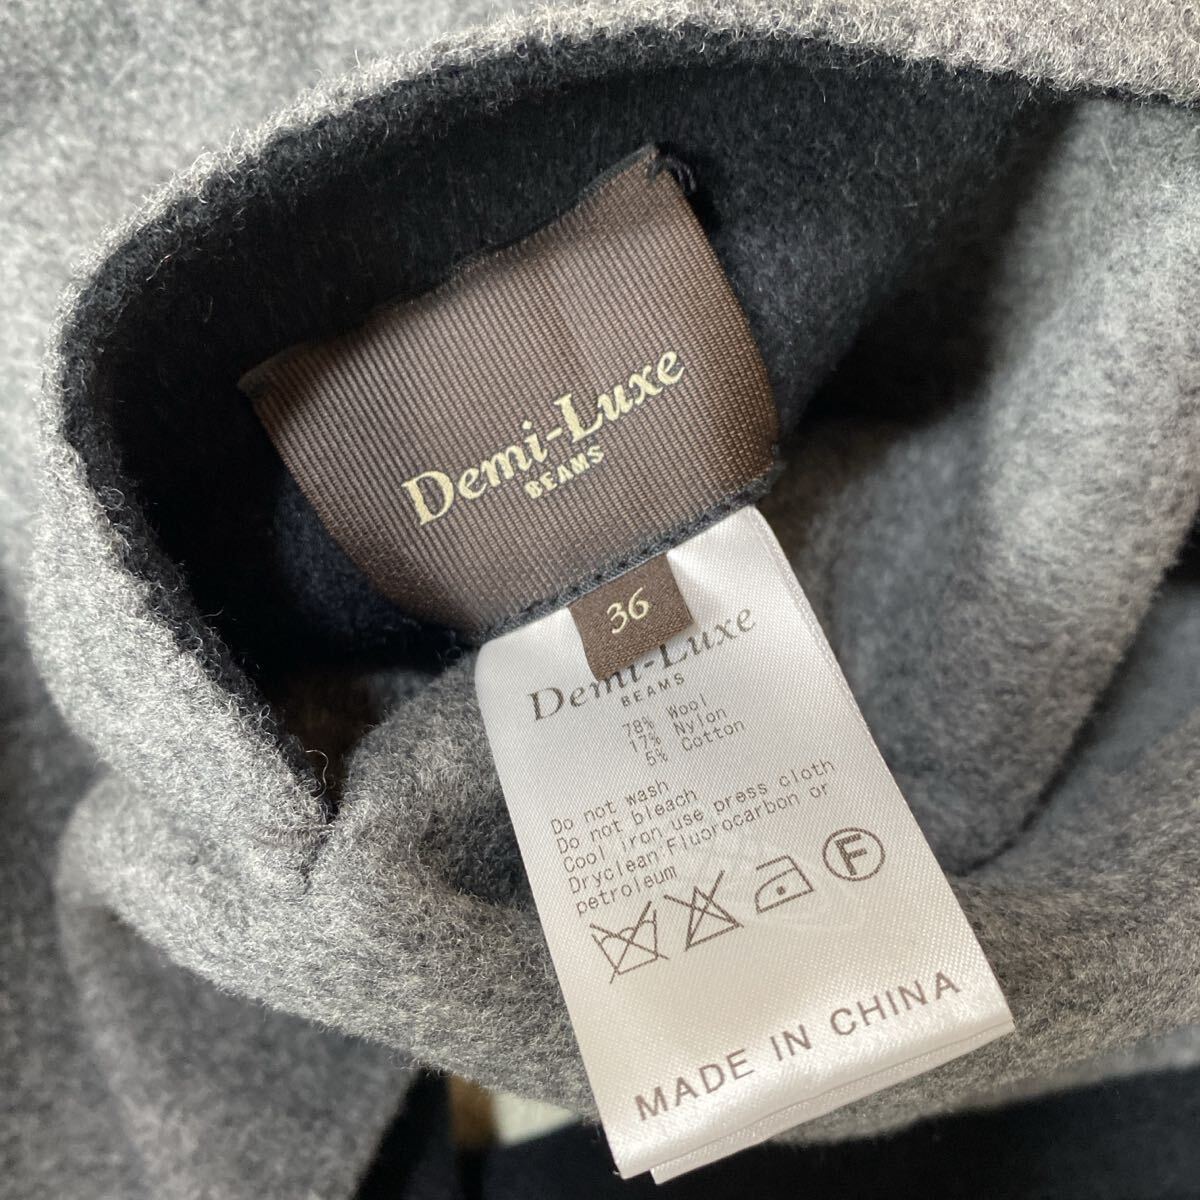 Demi-Luxe
BEAMS
36
Demi-Luxe
BEAMS
78% Wool
17% Nylon
5% Cotton
Do not wash
Do not bleach
Cool iron use press cloth
Dryclean Fluorocarbon or
petroleum
F
MADE IN CHINA